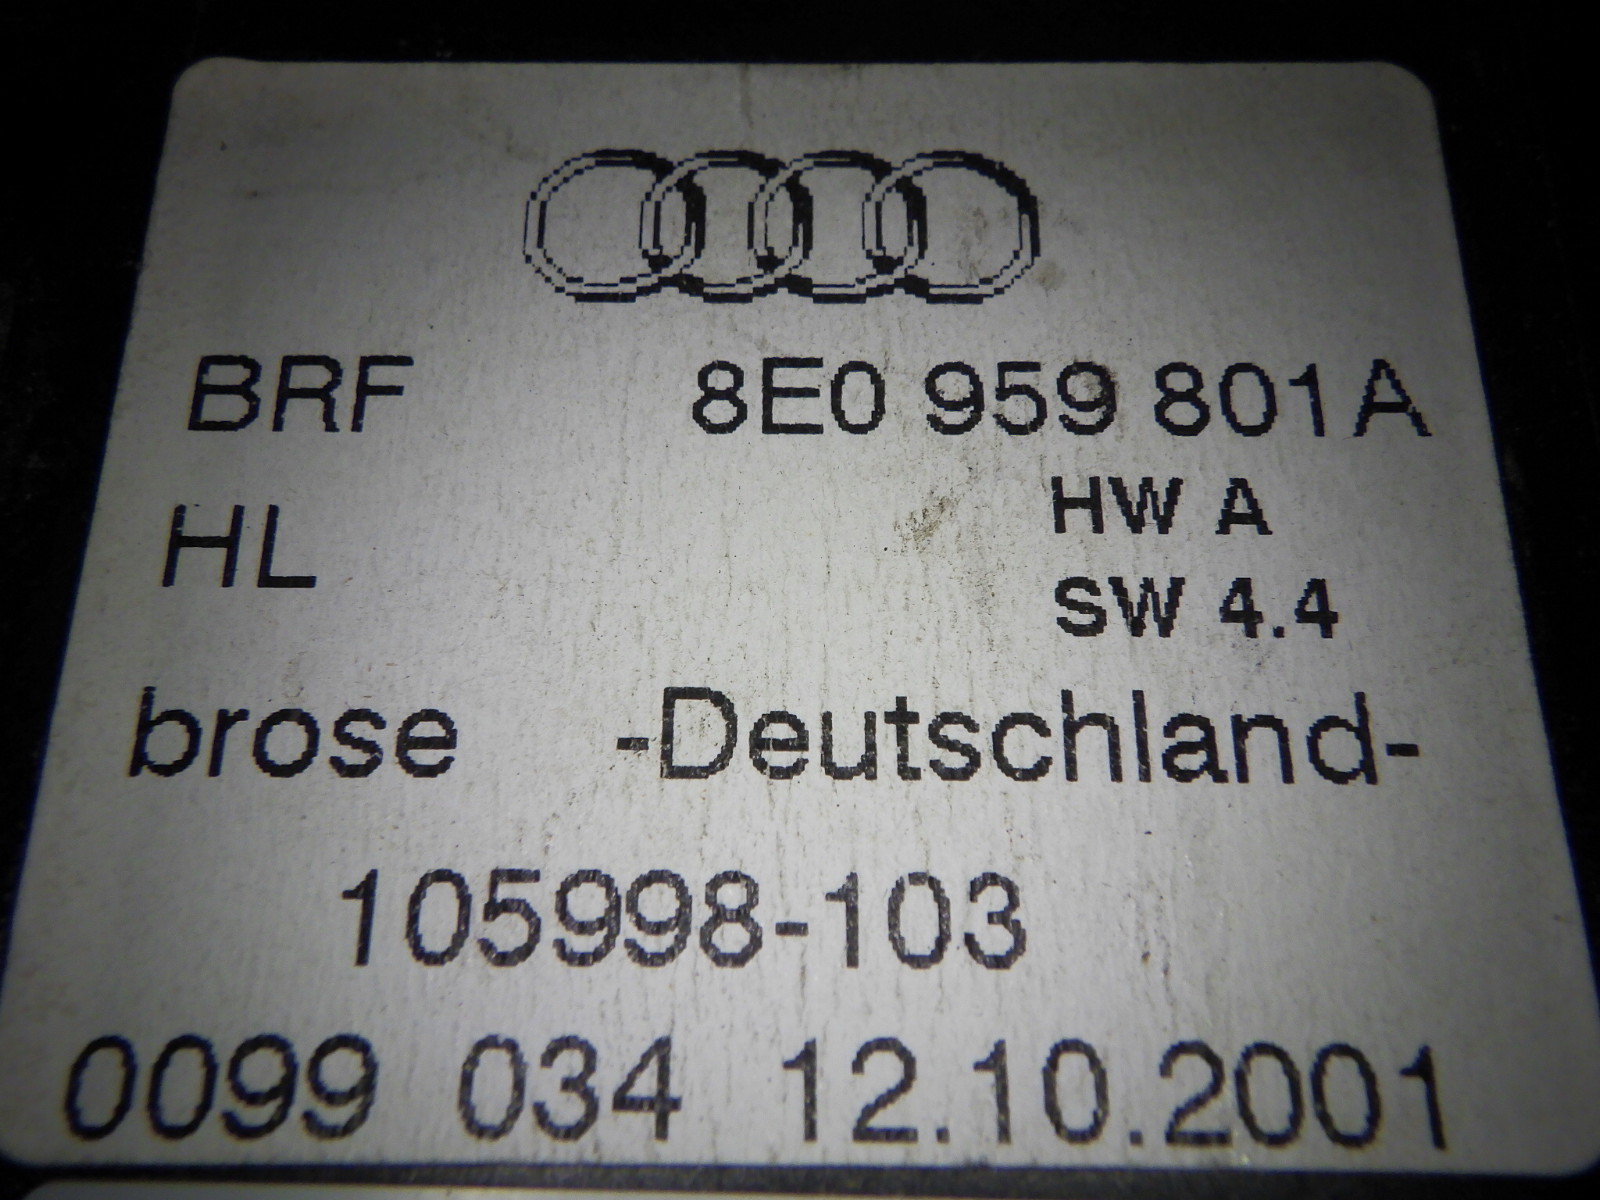 BRF 8E0 959 801A
HW A
HL
SW 4.4
brose -Deutschland-
105998-103
0099 034 12.10.2001